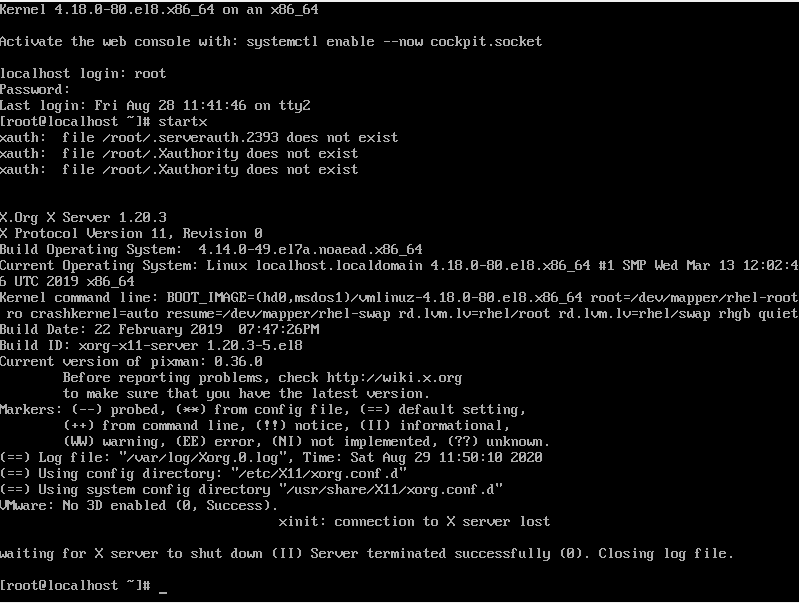 Kernel 4.18.0-80.el8.x86_64 on an x86_64
Activate the web console with: systemctl enable --now cockpit.socket
localhost login: root
Password:
Last login: Fri Aug 28 11:41:46 on tty2
[root@localhost ~]# startx
xauth:  file /root/.serverauth.2393 does not exist
xauth:  file /root/.Xauthority does not exist
xauth:  file /root/.Xauthority does not exist
X.Org X Server 1.20.3
X Protocol Version 11, Revision 0
Build Operating System:  4.14.0-49.el7a.noaead.x86_64
Current Operating System: Linux localhost.localdomain 4.18.0-80.el8.x86_64 #1 SMP Wed Mar 13 12:02:4
6 UTC 2019 x86_64
Kernel command line: BOOT_IMAGE=(hd0,msdos1)/vmlinuz-4.18.0-80.el8.x86_64 root=/dev/mapper/rhel-root
 ro crashkernel=auto resume=/dev/mapper/rhel-swap rd.lvm.lv=rhel/root rd.lvm.lv=rhel/swap rhgb quiet
Build Date: 22 February 2019  07:47:26PM
Build ID: xorg-x11-server 1.20.3-5.el8
Current version of pixman: 0.36.0
        Before reporting problems, check http://wiki.x.org
        to make sure that you have the latest version.
Markers: (--) probed, (**) from config file, (==) default setting,
        (++) from command line, (!!) notice, (II) informational,
        (WW) warning, (EE) error, (NI) not implemented, (??) unknown.
(==) Log file: "/var/log/Xorg.0.log", Time: Sat Aug 29 11:50:10 2020
(==) Using config directory: "/etc/X11/xorg.conf.d"
(==) Using system config directory "/usr/share/X11/xorg.conf.d"
VMware: No 3D enabled (0, Success).
xinit: connection to X server lost
waiting for X server to shut down (II) Server terminated successfully (0). Closing log file.
[root@localhost ~]# _